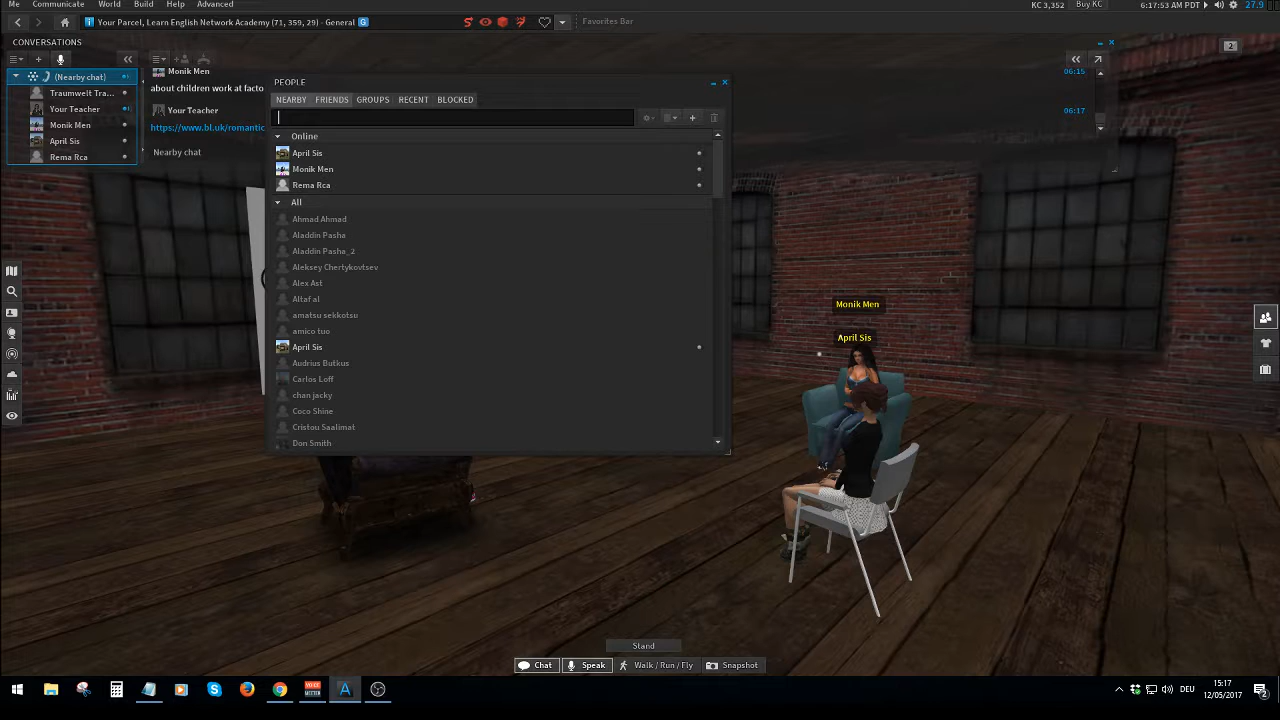 Me Communicate World Build Help Advanced
KC 3,352 Buy KC 6:17:53 AM PDT 27.9
Your Parcel, Learn English Network Academy (71, 359, 29) - General G
Favorites Bar
CONVERSATIONS
2
(Nearby chat)
Traumwelt Tra...
Your Teacher
Monik Men
April Sis
Rema Rca
Monik Men 06:15
about children work at facto
Your Teacher 06:17
https://www.bl.uk/romantic
Nearby chat
PEOPLE
NEARBY FRIENDS GROUPS RECENT BLOCKED
Online
April Sis
Monik Men
Rema Rca
All
Ahmad Ahmad
Aladdin Pasha
Aladdin Pasha_2
Aleksey Chertykovtsev
Alex Ast
Altaf al
amatsu sekkotsu
amico tuo
April Sis
Audrius Butkus
Carlos Loff
chan jacky
Coco Shine
Cristou Saalimat
Don Smith
Monik Men
April Sis
Stand
Chat Speak Walk / Run / Fly Snapshot
VOICE MEETER
DEU
15:17
12/05/2017
2